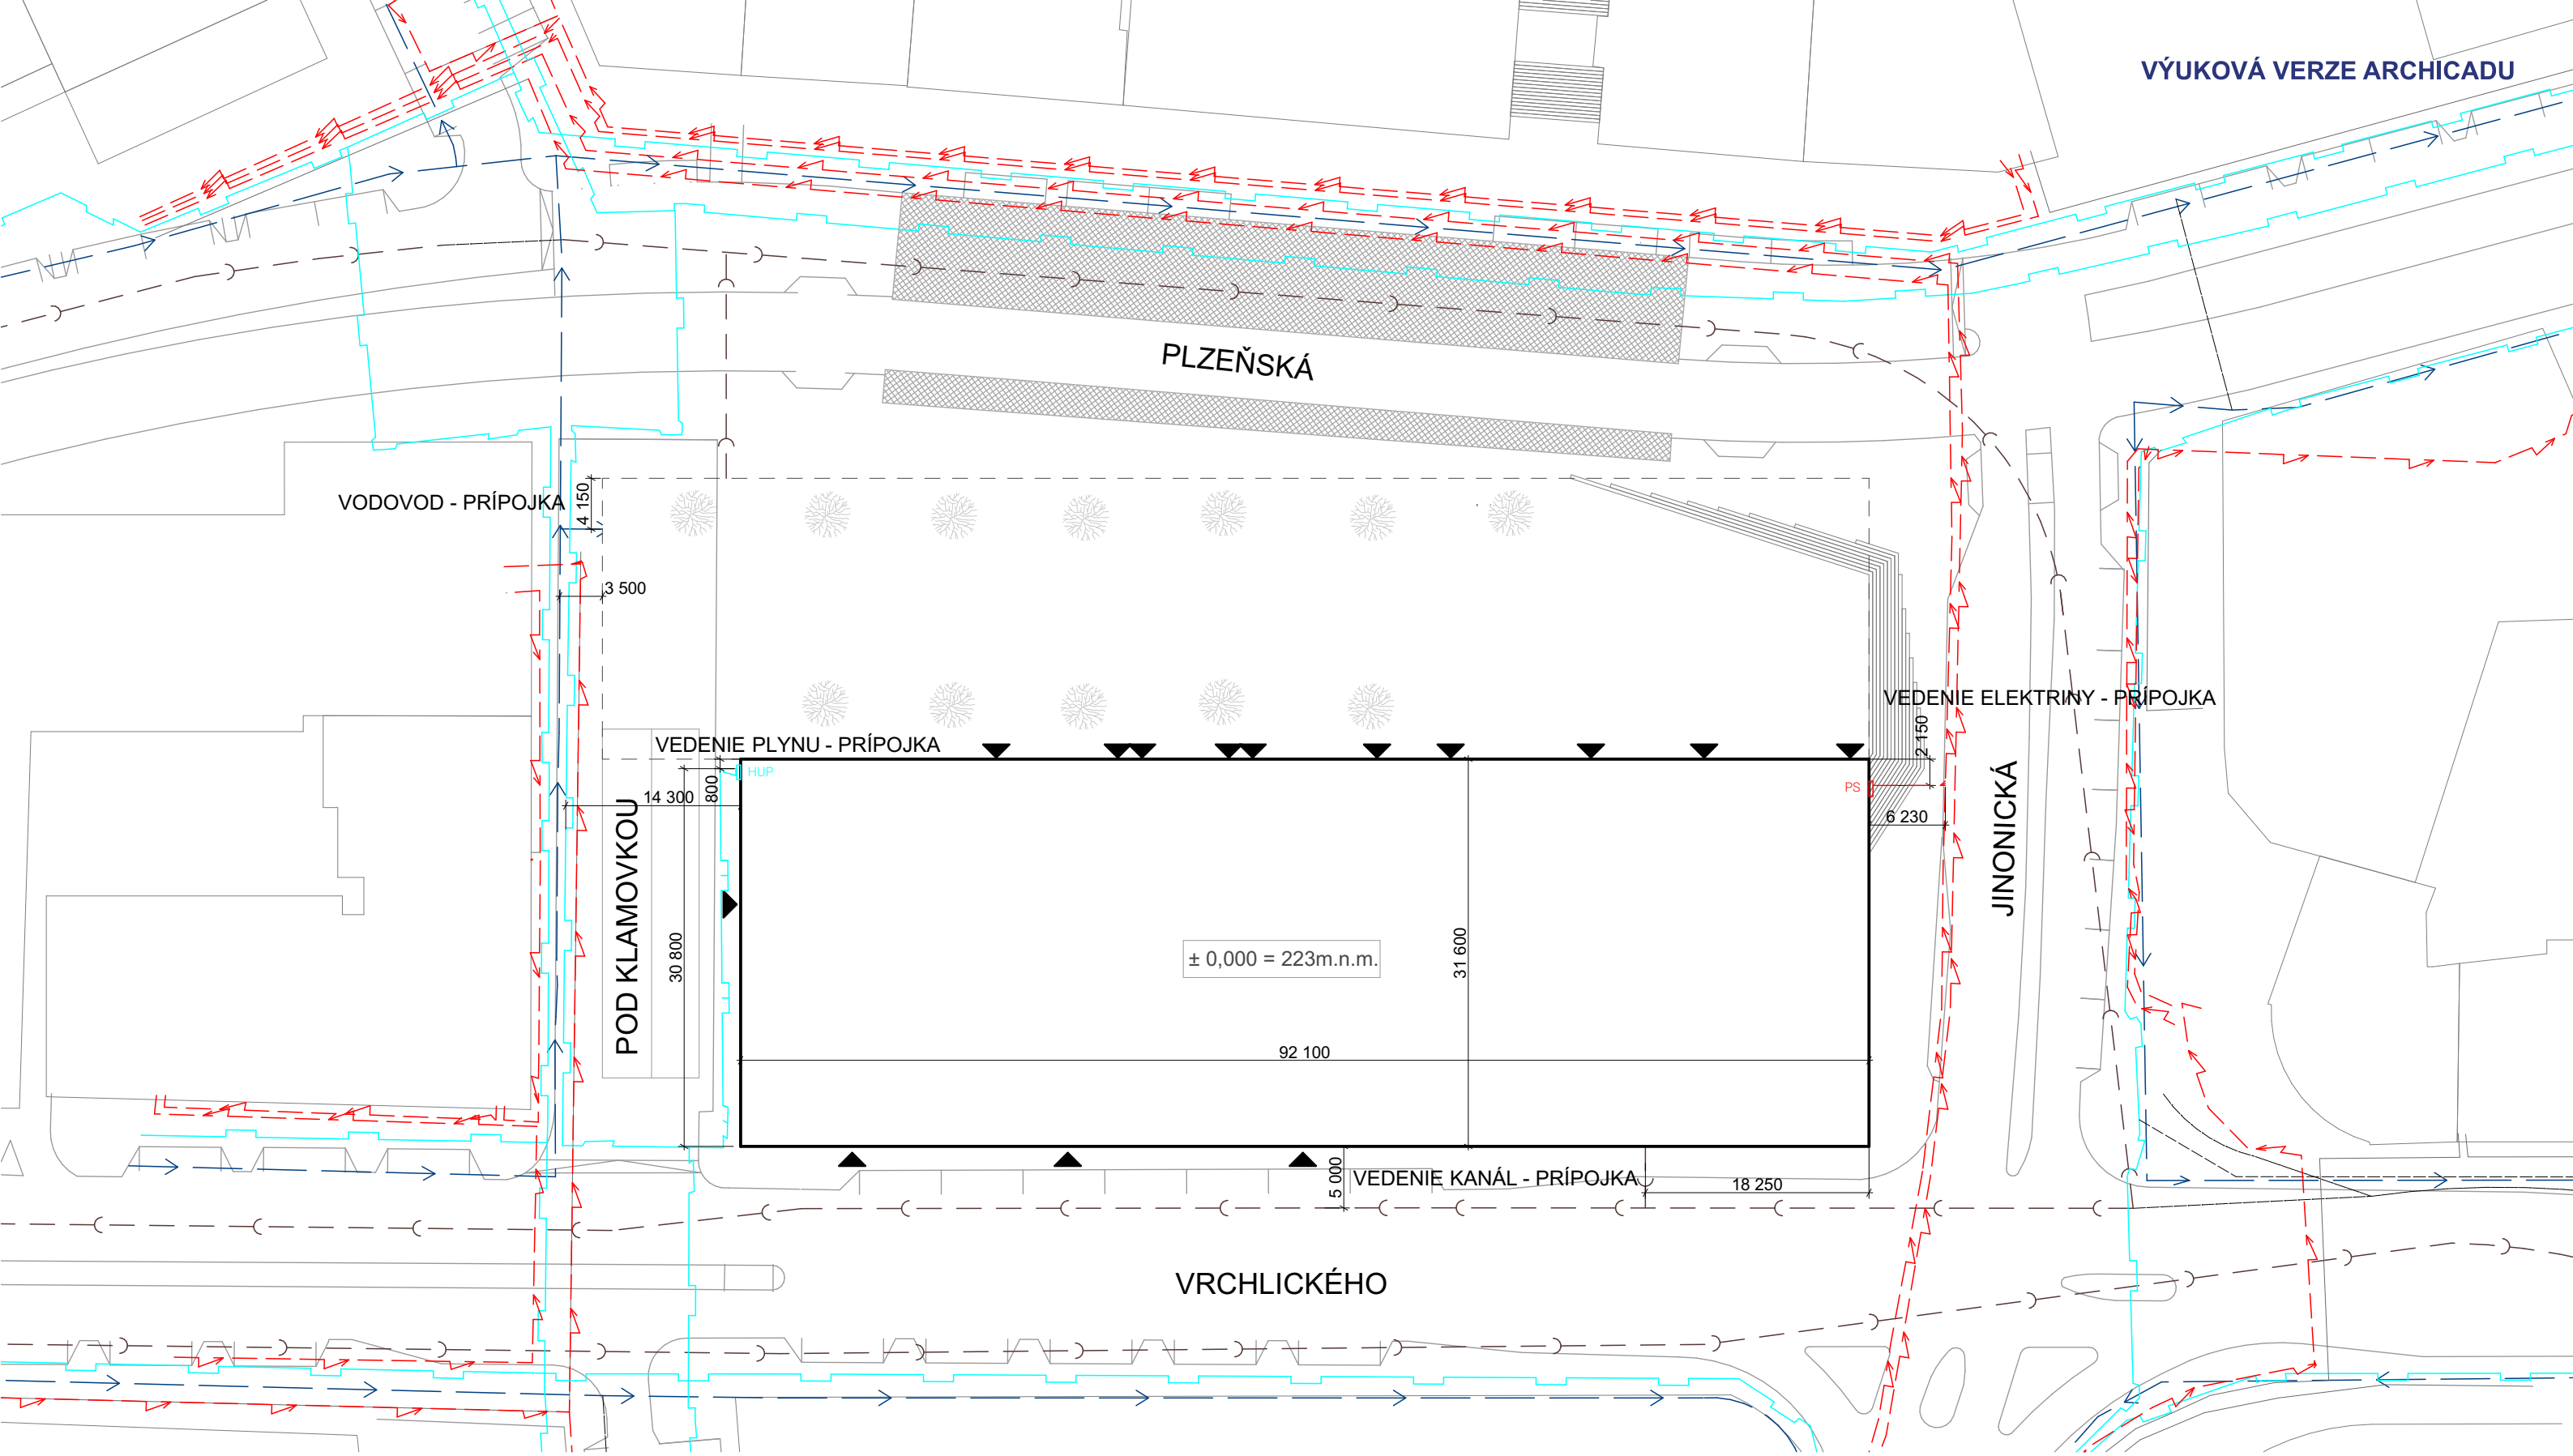 VÝUKOVÁ VERZE ARCHICADU
PLZEŇSKÁ
VODOVOD - PRÍPOJKA
4 150
3 500
VEDENIE ELEKTRINY - PRÍPOJKA
VEDENIE PLYNU - PRÍPOJKA
2 150
HUP
800
14 300
PS
6 230
POD KLAMOVKOU
JINONICKÁ
30 800
± 0,000 = 223m.n.m.
31 600
92 100
5 000
VEDENIE KANÁL - PRÍPOJKA
18 250
VRCHLICKÉHO